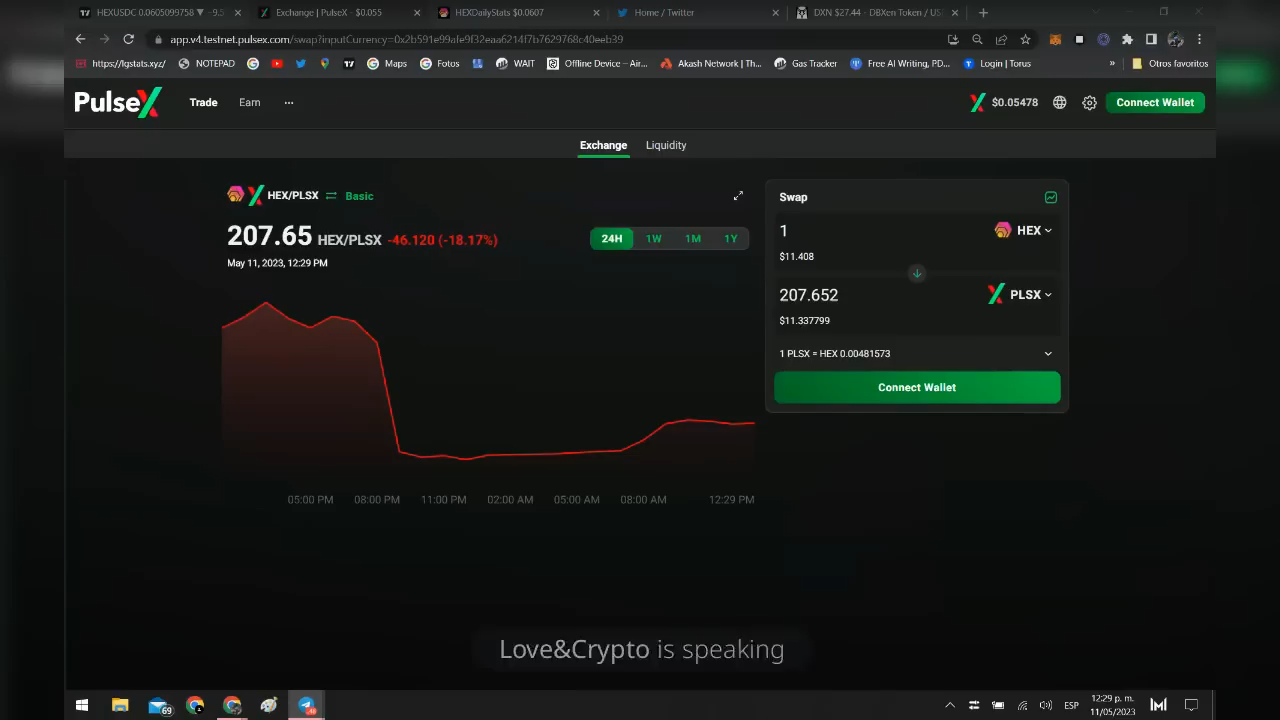 HEXUSDC 0.0605099758 ▼ −9.5
Exchange | PulseX - $0.055
HEXDailyStats $0.0607
Home / Twitter
DXN $27.44 - DBXen Token / US
app.v4.testnet.pulsex.com/swap?inputCurrency=0x2b591e99afe9f32eaa6214f7b7629768c40eeb39
https://lgstats.xyz/
NOTEPAD
Maps
Fotos
WAIT
Offline Device – Ai...
Akash Network | Th...
Gas Tracker
Free AI Writing, PD...
Login | Torus
»
Otros favoritos
PulseX
Trade
Earn
...
$0.05478
Connect Wallet
Exchange
Liquidity
HEX/PLSX
Basic
207.65 HEX/PLSX -46.120 (-18.17%)
May 11, 2023, 12:29 PM
24H
1W
1M
1Y
Swap
1
HEX
$11.408
207.652
PLSX
$11.337799
1 PLSX = HEX 0.00481573
Connect Wallet
05:00 PM
08:00 PM
11:00 PM
02:00 AM
05:00 AM
08:00 AM
12:29 PM
Love&Crypto is speaking
69
ESP
12:29 p. m.
11/05/2023